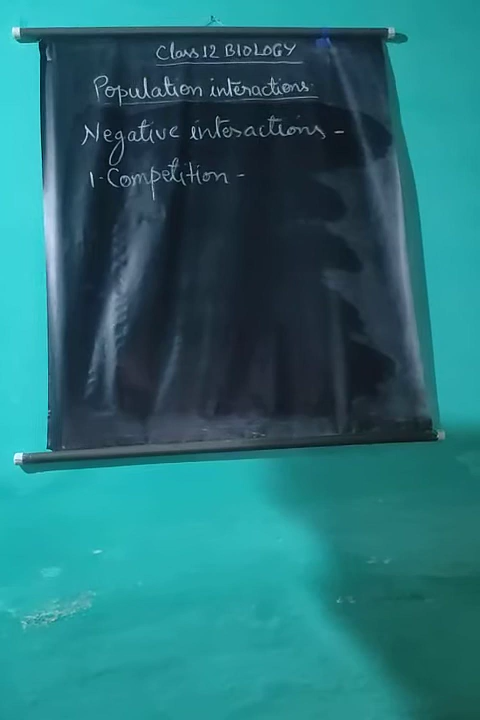 Class 12 BIOLOGY
Population interactions.
Negative interactions -
1. Competition -